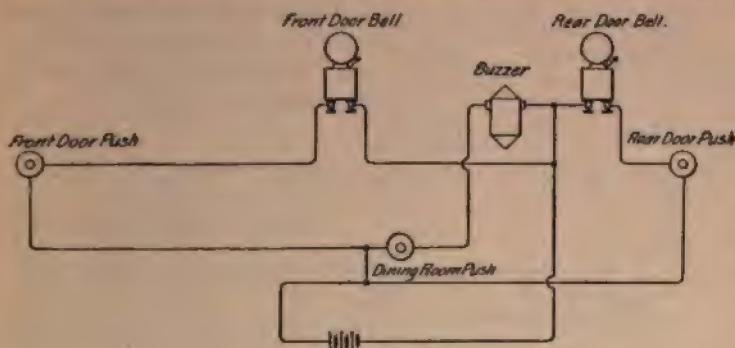 Front Door Bell
Rear Door Bell.
Buzzer
Front Door Push
Rear Door Push
Dining Room Push